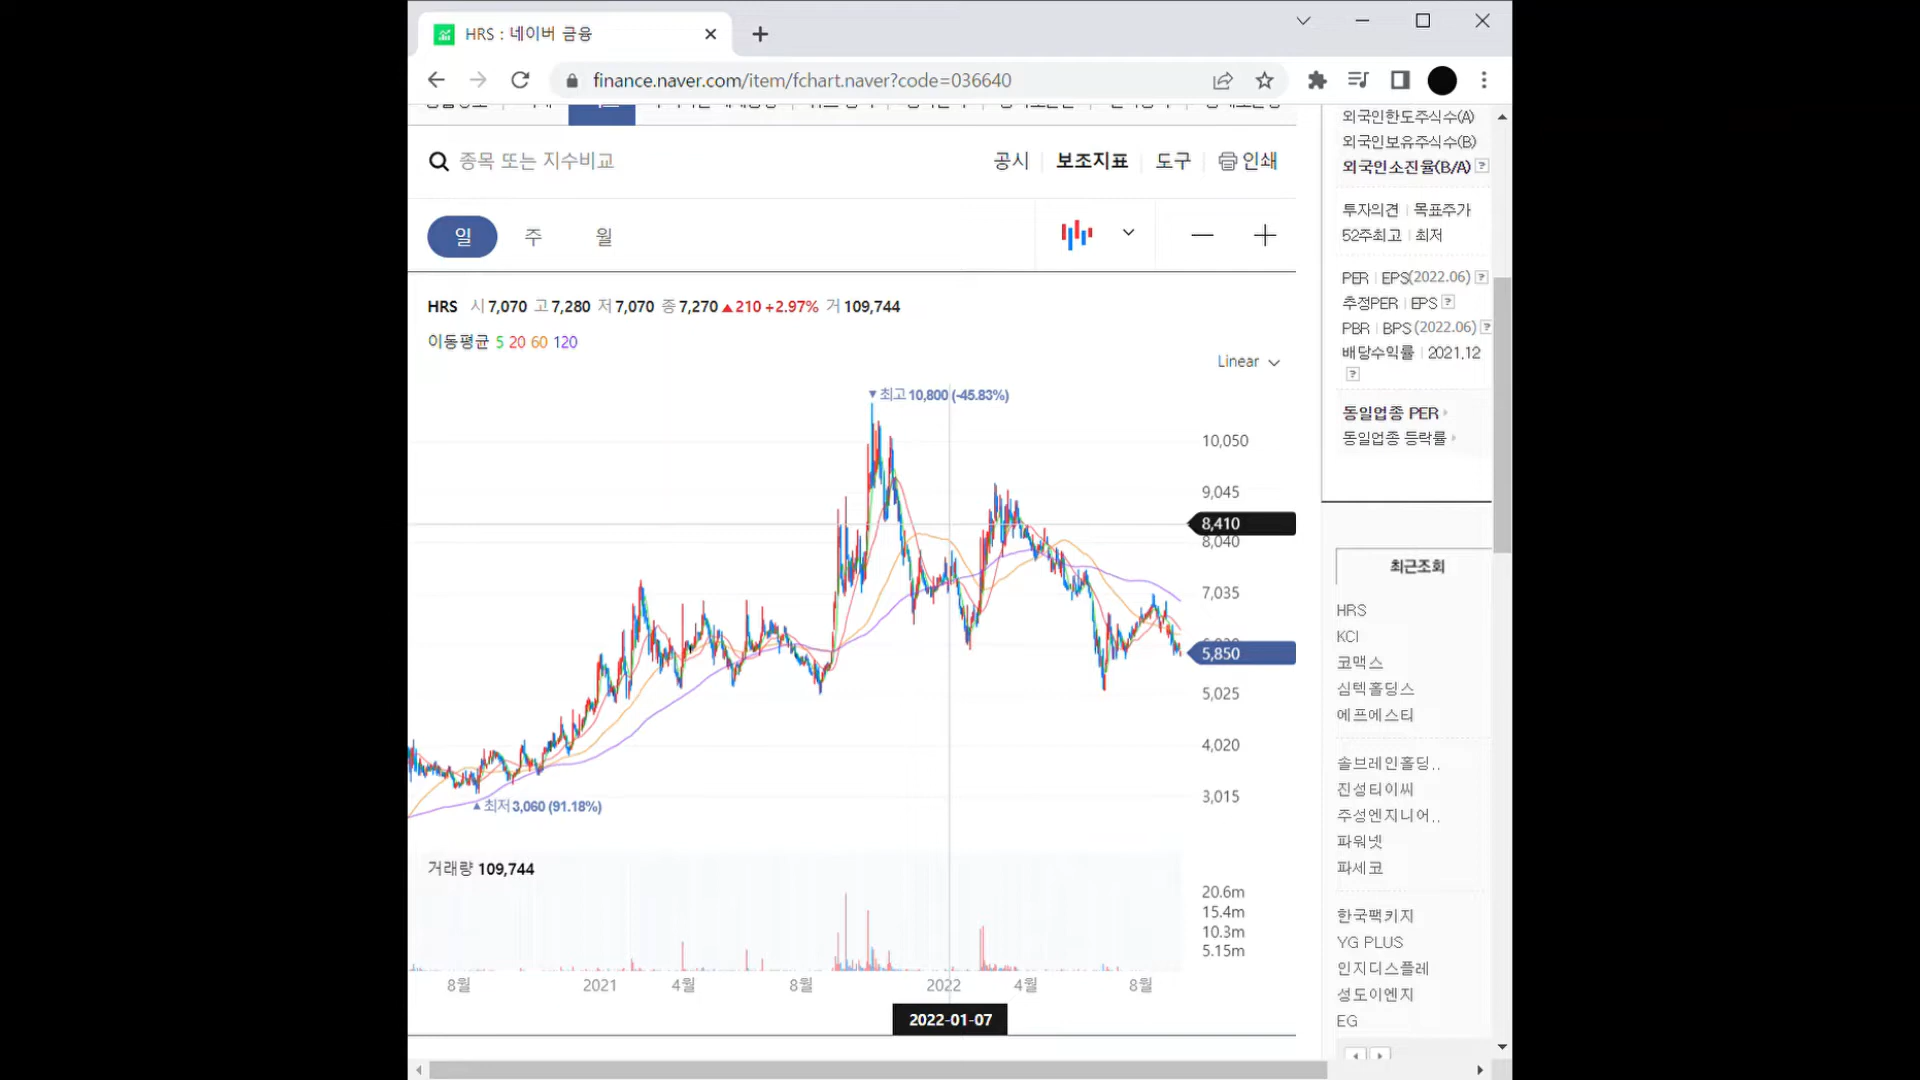 HRS : 네이버 금융
finance.naver.com/item/fchart.naver?code=036640
종목 또는 지수비교
공시 보조지표 도구 인쇄
일 주 월
HRS 시 7,070 고 7,280 저 7,070 종 7,270 ▲210 +2.97% 거 109,744
이동평균 5 20 60 120
Linear
▼최고 10,800 (-45.83%)
10,050
9,045
8,410
8,040
7,035
5,850
5,025
4,020
3,015
▲최저 3,060 (91.18%)
거래량 109,744
20.6m
15.4m
10.3m
5.15m
8월 2021 4월 8월 2022 4월 8월
2022-01-07
외국인한도주식수(A)
외국인보유주식수(B)
외국인소진율(B/A) ?
투자의견 | 목표주가
52주최고 | 최저
PER | EPS(2022.06) ?
추정PER | EPS ?
PBR | BPS (2022.06) ?
배당수익률 | 2021.12
?
동일업종 PER
동일업종 등락률
최근조회
HRS
KCI
코맥스
심텍홀딩스
에프에스티
솔브레인홀딩..
진성티이씨
주성엔지니어..
파워넷
파세코
한국팩키지
YG PLUS
인지디스플레
성도이엔지
EG